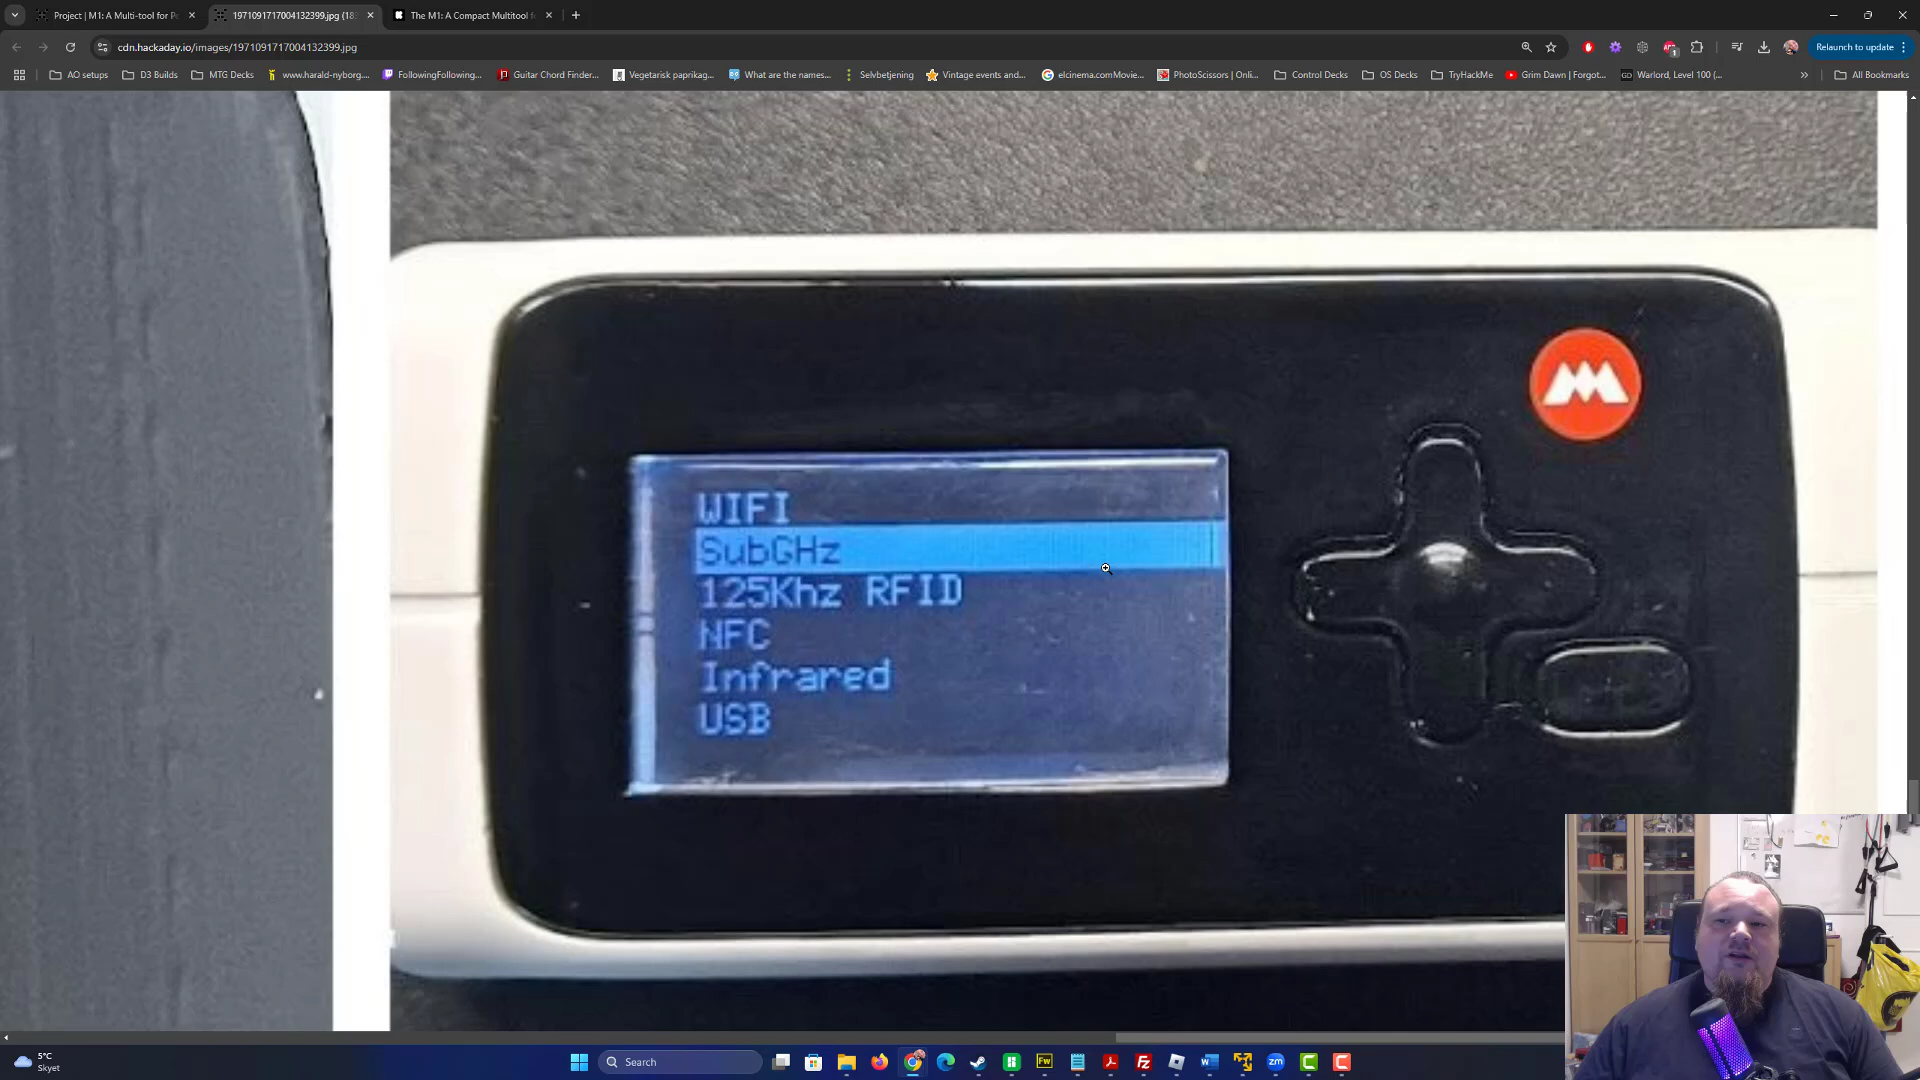 Project | M1: A Multi-tool for P
1971091717004132399.jpg (18
The M1: A Compact Multitool f
cdn.hackaday.io/images/1971091717004132399.jpg
Relaunch to update
AO setups
D3 Builds
MTG Decks
www.harald-nyborg....
FollowingFollowing...
Guitar Chord Finder...
Vegetarisk paprikag...
What are the names...
Selvbetjening
Vintage events and...
elcinema.comMovie...
PhotoScissors | Onli...
Control Decks
OS Decks
TryHackMe
Grim Dawn | Forgot...
Warlord, Level 100 (...
All Bookmarks
WIFI
SubGHz
125Khz RFID
NFC
Infrared
USB
5°C
Skyet
Search